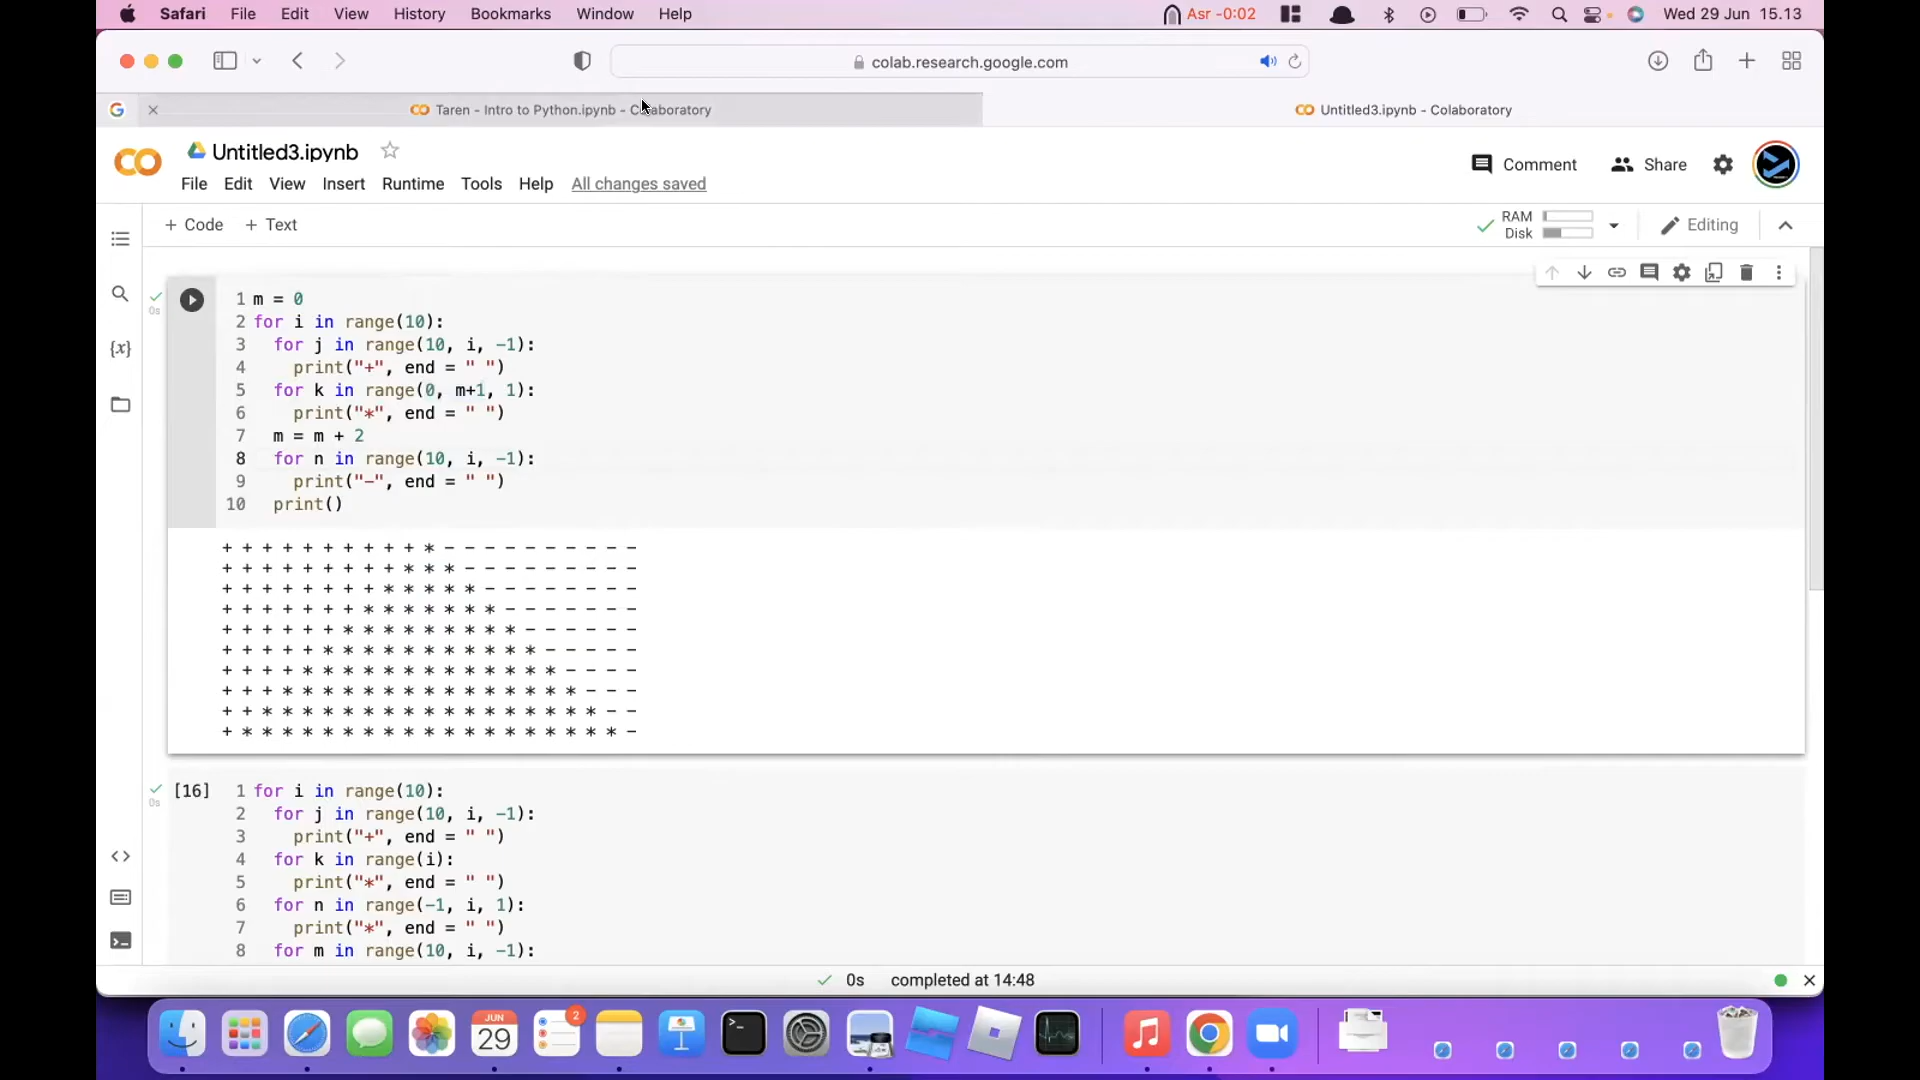 Safari File Edit View History Bookmarks Window Help Asr -0:02 Wed 29 Jun 15.13
colab.research.google.com
Taren - Intro to Python.ipynb - Colaboratory Untitled3.ipynb - Colaboratory
Untitled3.ipynb
Comment Share
File Edit View Insert Runtime Tools Help All changes saved
+ Code + Text RAM Disk Editing
1 m = 0
0s
2 for i in range(10):
3   for j in range(10, i, -1):
4     print("+", end = " ")
5   for k in range(0, m+1, 1):
6     print("*", end = " ")
7   m = m + 2
8   for n in range(10, i, -1):
9     print("-", end = " ")
10   print()
+ + + + + + + + + + * - - - - - - - - - -
+ + + + + + + + + * * * - - - - - - - - -
+ + + + + + + + * * * * * - - - - - - - -
+ + + + + + + * * * * * * * - - - - - - -
+ + + + + + * * * * * * * * * - - - - - -
+ + + + + * * * * * * * * * * * - - - - -
+ + + + * * * * * * * * * * * * * - - - -
+ + + * * * * * * * * * * * * * * * - - -
+ + * * * * * * * * * * * * * * * * * - -
+ * * * * * * * * * * * * * * * * * * * -
[16] 1 for i in range(10):
0s
2   for j in range(10, i, -1):
3     print("+", end = " ")
4   for k in range(i):
5     print("*", end = " ")
6   for n in range(-1, i, 1):
7     print("*", end = " ")
8   for m in range(10, i, -1):
0s completed at 14:48
JUN
29
2